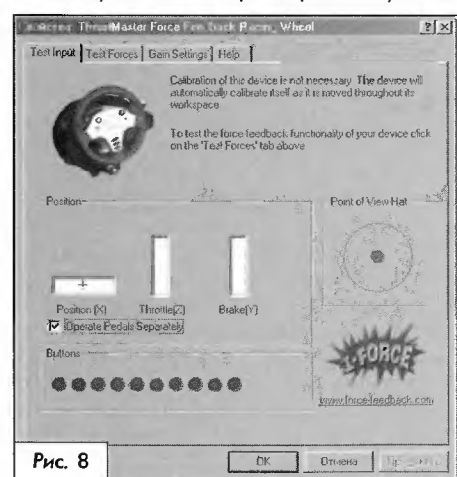 ThrustMaster Force Feedback Racing Wheel
Test Input Test Forces Gain Settings Help
Calibration of this device is not necessary. The device will
automatically calibrate itself as it is moved throughout its
workspace.
To test the force feedback functionality of your device click
on the 'Test Forces' tab above
Position
Point of View Hat
Position (X) Throttle(Z) Brake(Y)
Operate Pedals Separately
Buttons
I-FORCE
www.force-feedback.com
OK Отмена
Рис. 8